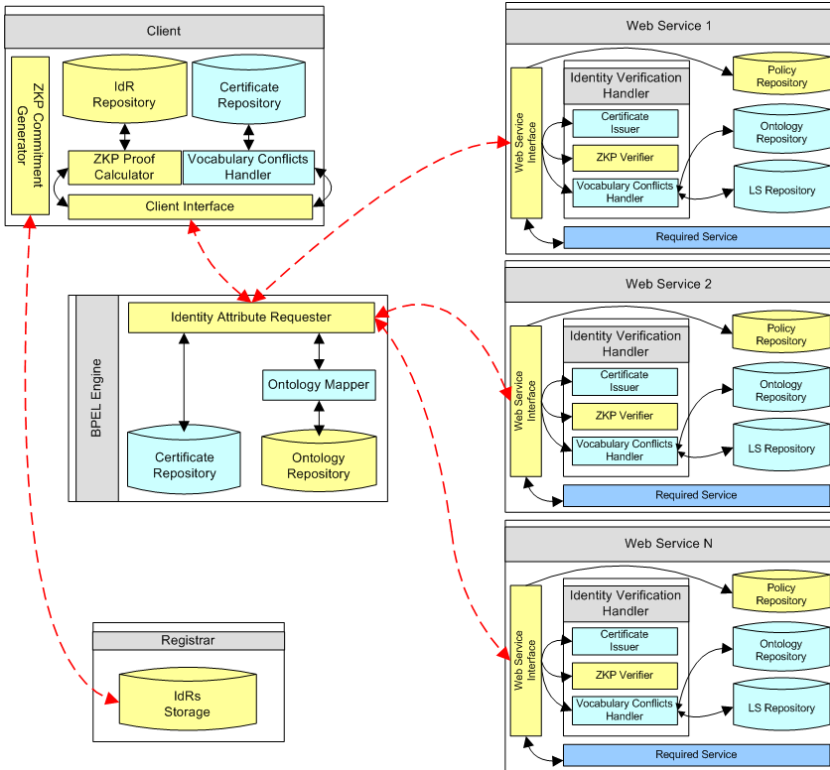 Client
ZKP Commitment
Generator
IdR
Repository
Certificate
Repository
ZKP Proof
Calculator
Vocabulary Conflicts
Handler
Client Interface
BPEL Engine
Identity Attribute Requester
Ontology Mapper
Certificate
Repository
Ontology
Repository
Registrar
IdRs
Storage
Web Service 1
Web Service
Interface
Identity Verification
Handler
Certificate
Issuer
ZKP Verifier
Vocabulary Conflicts
Handler
Policy
Repository
Ontology
Repository
LS Repository
Required Service
Web Service 2
Web Service
Interface
Identity Verification
Handler
Certificate
Issuer
ZKP Verifier
Vocabulary Conflicts
Handler
Policy
Repository
Ontology
Repository
LS Repository
Required Service
Web Service N
Web Service
Interface
Identity Verification
Handler
Certificate
Issuer
ZKP Verifier
Vocabulary Conflicts
Handler
Policy
Repository
Ontology
Repository
LS Repository
Required Service